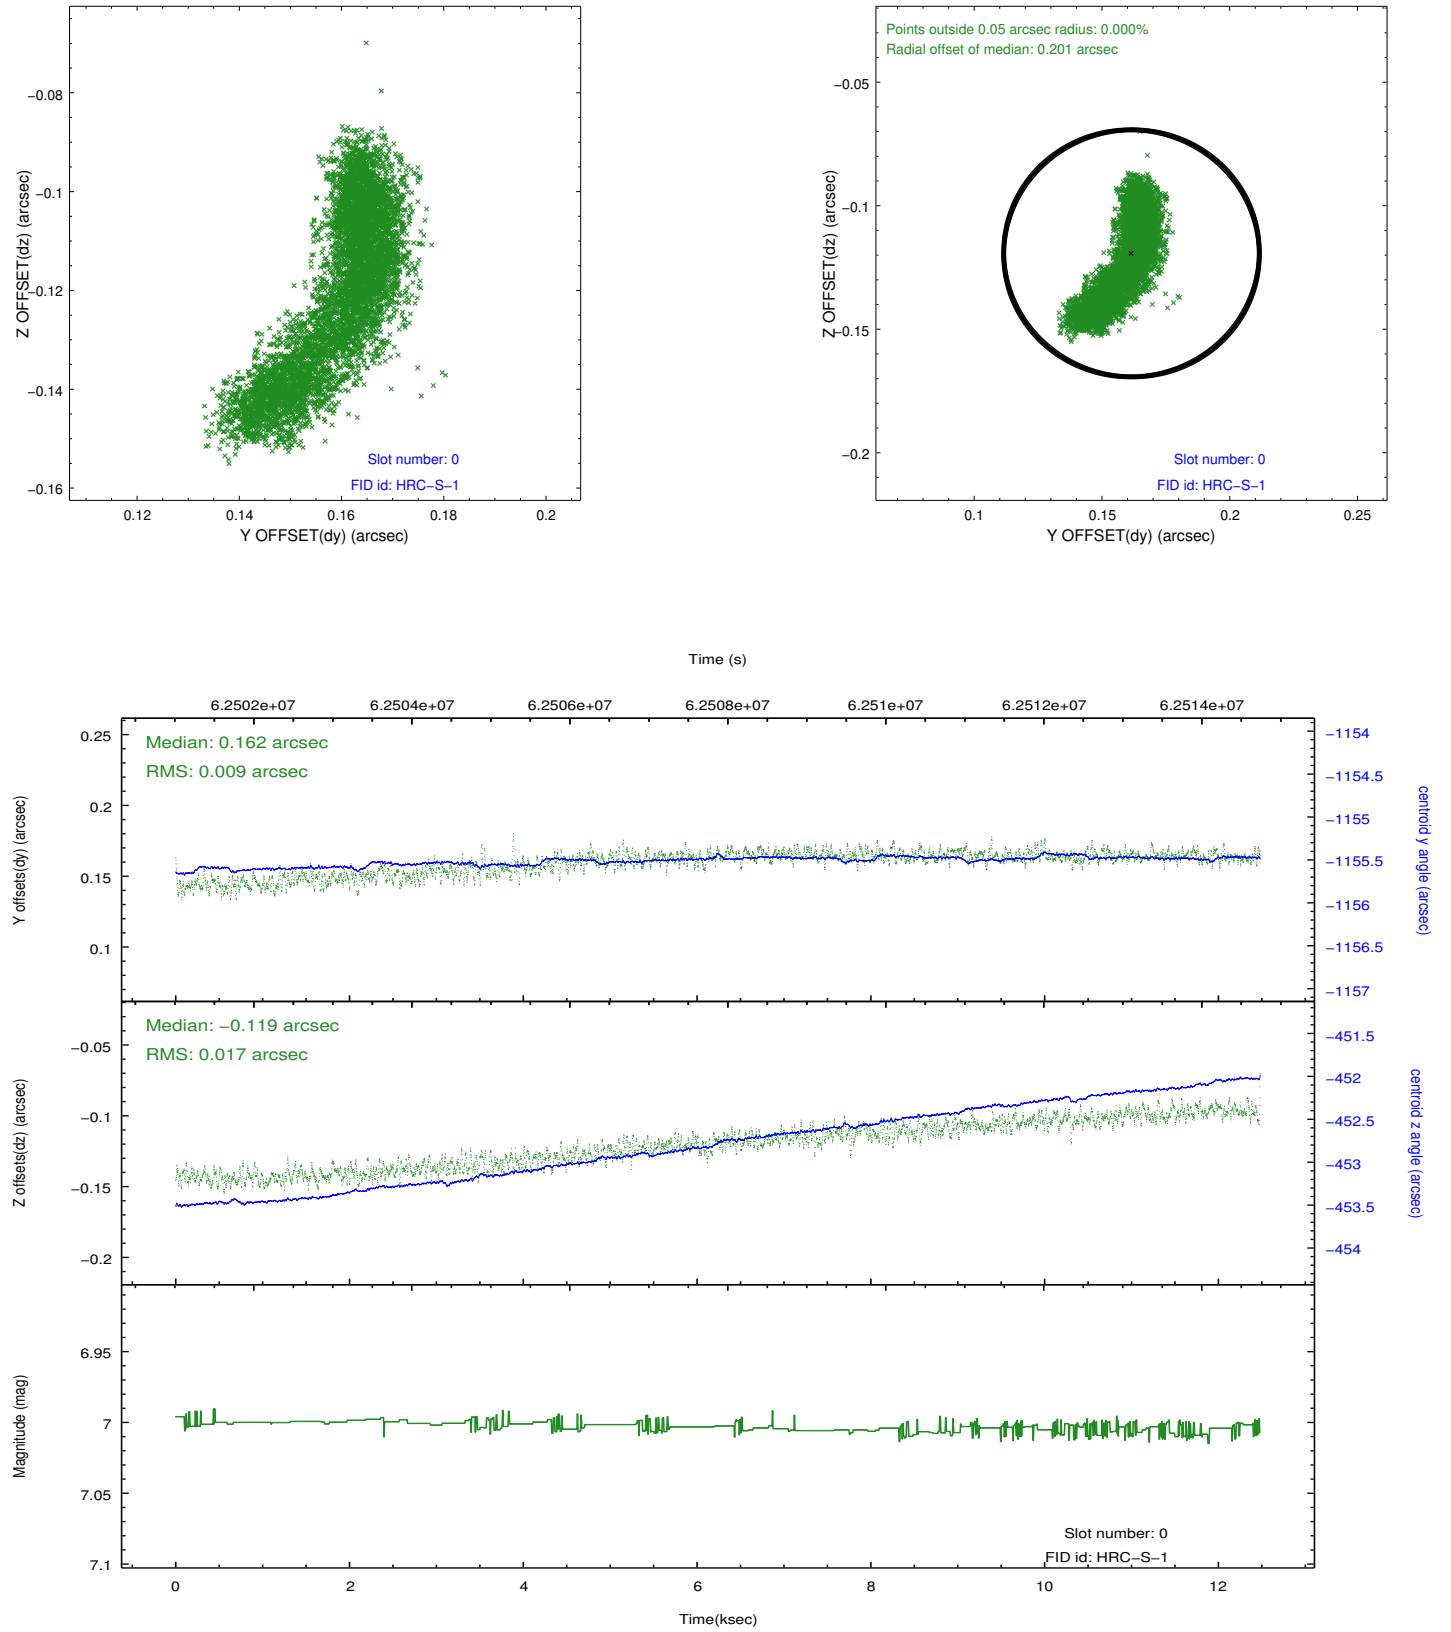 −0.08
−0.1
−0.12
−0.14
−0.16
0.12
0.14
0.16
0.18
0.2
Z OFFSET(dz) (arcsec)
Y OFFSET(dy) (arcsec)
Slot number: 0
FID id: HRC−S−1
Points outside 0.05 arcsec radius: 0.000%
Radial offset of median: 0.201 arcsec
−0.05
−0.1
−0.15
−0.2
0.1
0.15
0.2
0.25
Z OFFSET(dz) (arcsec)
Y OFFSET(dy) (arcsec)
Slot number: 0
FID id: HRC−S−1
Time (s)
6.2502e+07 6.2504e+07 6.2506e+07 6.2508e+07 6.251e+07 6.2512e+07 6.2514e+07
Median: 0.162 arcsec
RMS: 0.009 arcsec
0.25
0.2
0.15
0.1
Y offsets(dy) (arcsec)
−1154
−1154.5
−1155
−1155.5
−1156
−1156.5
−1157
centroid y angle (arcsec)
Median: −0.119 arcsec
RMS: 0.017 arcsec
−0.05
−0.1
−0.15
−0.2
Z offsets(dz) (arcsec)
−451.5
−452
−452.5
−453
−453.5
−454
centroid z angle (arcsec)
6.95
7
7.05
7.1
Magnitude (mag)
Slot number: 0
FID id: HRC−S−1
0 2 4 6 8 10 12
Time(ksec)